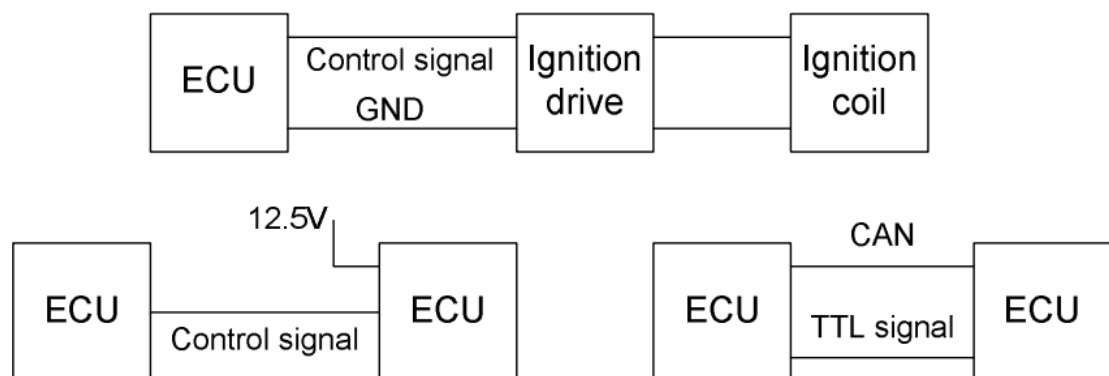 ECU
Control signal
GND
Ignition
drive
Ignition
coil
12.5V
ECU
Control signal
ECU
ECU
CAN
TTL signal
ECU